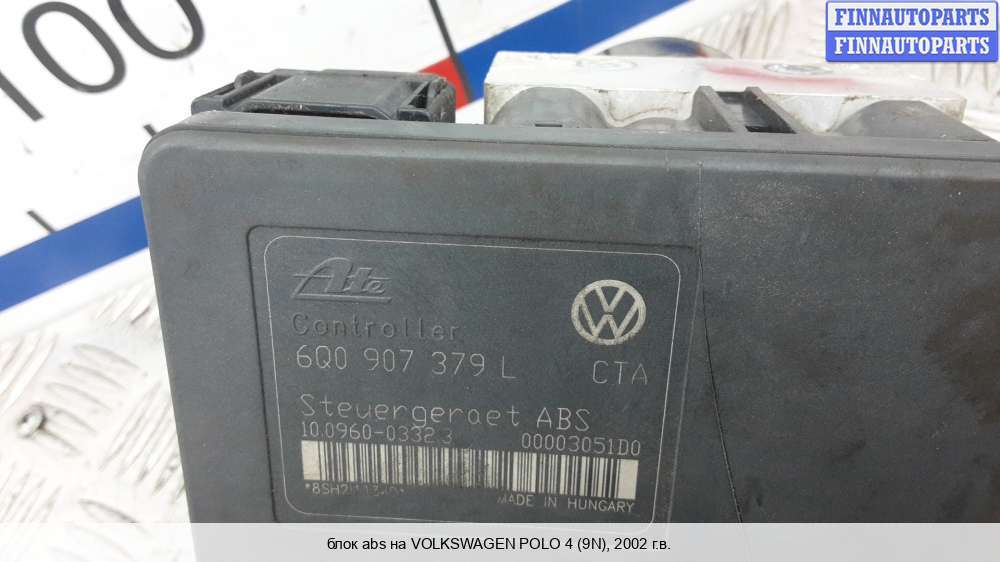 FINNAUTOPARTS
FINNAUTOPARTS
100
Ate
Controller
6Q0 907 379 L CTA
Steuergeraet ABS
10.0960-0332.3 00003051D0
MADE IN HUNGARY
блок abs на VOLKSWAGEN POLO 4 (9N), 2002 г.в.